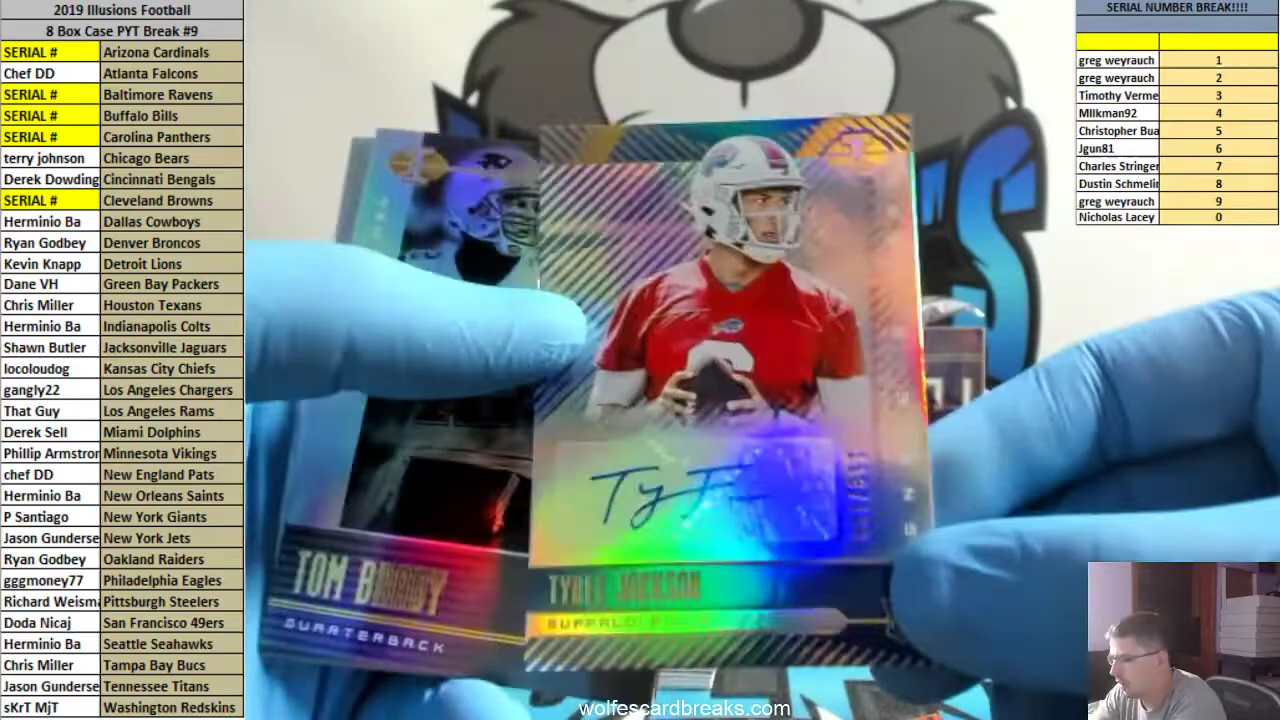 2019 Illusions Football
8 Box Case PYT Break #9
SERIAL # Arizona Cardinals
Chef DD Atlanta Falcons
SERIAL # Baltimore Ravens
SERIAL # Buffalo Bills
SERIAL # Carolina Panthers
terry johnson Chicago Bears
Derek Dowding Cincinnati Bengals
SERIAL # Cleveland Browns
Herminio Ba Dallas Cowboys
Ryan Godbey Denver Broncos
Kevin Knapp Detroit Lions
Dane VH Green Bay Packers
Chris Miller Houston Texans
Herminio Ba Indianapolis Colts
Shawn Butler Jacksonville Jaguars
locoloudog Kansas City Chiefs
gangly22 Los Angeles Chargers
That Guy Los Angeles Rams
Derek Sell Miami Dolphins
Phillip Armstror Minnesota Vikings
chef DD New England Pats
Herminio Ba New Orleans Saints
P Santiago New York Giants
Jason Gunderse New York Jets
Ryan Godbey Oakland Raiders
gggmoney77 Philadelphia Eagles
Richard Weisma Pittsburgh Steelers
Doda Nicaj San Francisco 49ers
Herminio Ba Seattle Seahawks
Chris Miller Tampa Bay Bucs
Jason Gunderse Tennessee Titans
sKrT MjT Washington Redskins
SERIAL NUMBER BREAK!!!!
greg weyrauch 1
greg weyrauch 2
Timothy Verme 3
MIlkman92 4
Christopher Bua 5
Jgun81 6
Charles Stringer 7
Dustin Schmelin 8
greg weyrauch 9
Nicholas Lacey 0
TOM BRADY
QUARTERBACK
TYREE JACKSON
BUFFALO
wolfescardbreaks.com